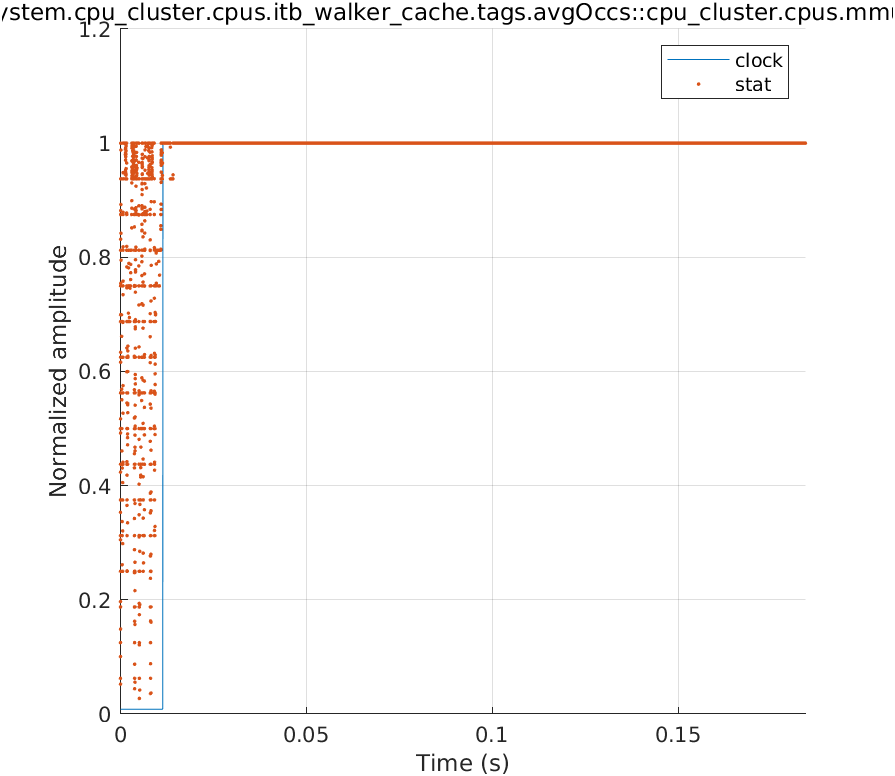 ystem.cpu_cluster.cpus.itb_walker_cache.tags.avgOccs::cpu_cluster.cpus.mmu
1.2
clock
stat
1
0.8
Normalized amplitude
0.6
0.4
0.2
0
0
0.05
0.1
0.15
Time (s)